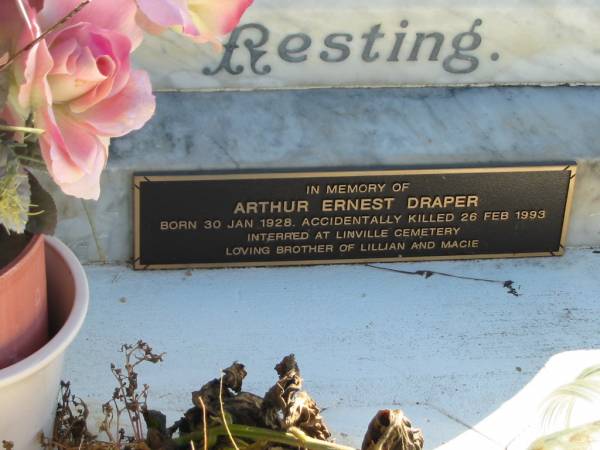 Resting.
IN MEMORY OF
ARTHUR ERNEST DRAPER
BORN 30 JAN 1928. ACCIDENTALLY KILLED 26 FEB 1993
INTERRED AT LINVILLE CEMETERY
LOVING BROTHER OF LILLIAN AND MACIE